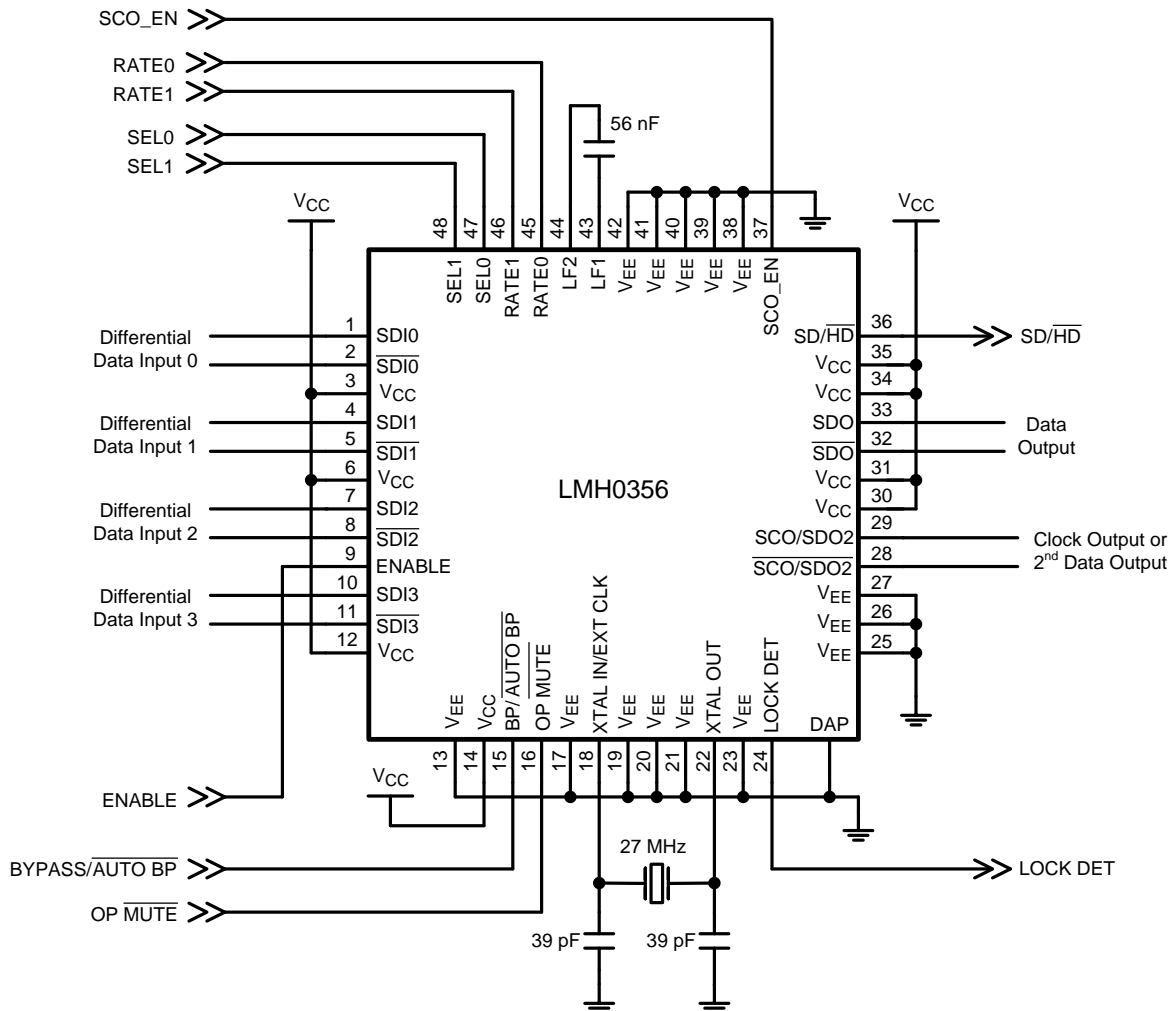 SCO_EN
RATE0
RATE1
SEL0
SEL1
56 nF
VCC
VCC
48
47
46
45
44
43
42
41
40
39
38
37
SEL1
SEL0
RATE1
RATE0
LF2
LF1
VEE
VEE
VEE
VEE
VEE
SCO_EN
Differential
Data Input 0
1
SDI0
2
SDI0
3
VCC
Differential
Data Input 1
4
SDI1
5
SDI1
6
VCC
Differential
Data Input 2
7
SDI2
8
SDI2
9
ENABLE
Differential
Data Input 3
10
SDI3
11
SDI3
12
VCC
LMH0356
SD/HD
36
SD/HD
VCC
35
VCC
34
SDO
33
SDO
32
Data
Output
VCC
31
VCC
30
SCO/SDO2
29
SCO/SDO2
28
Clock Output or
2nd Data Output
VEE
27
VEE
26
VEE
25
VEE
VCC
BP/AUTO BP
OP MUTE
VEE
XTAL IN/EXT CLK
VEE
VEE
VEE
XTAL OUT
VEE
LOCK DET
DAP
13
14
15
16
17
18
19
20
21
22
23
24
VCC
ENABLE
BYPASS/AUTO BP
OP MUTE
27 MHz
LOCK DET
39 pF
39 pF